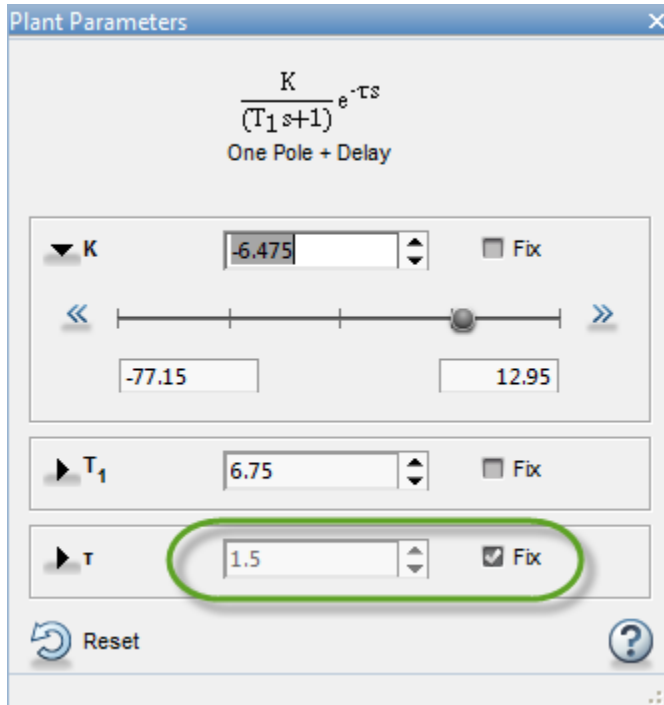 Plant Parameters
K
(T₁s+1) e⁻ᵀˢ
One Pole + Delay
K -6.475 Fix
-77.15 12.95
T₁ 6.75 Fix
τ 1.5 Fix
Reset